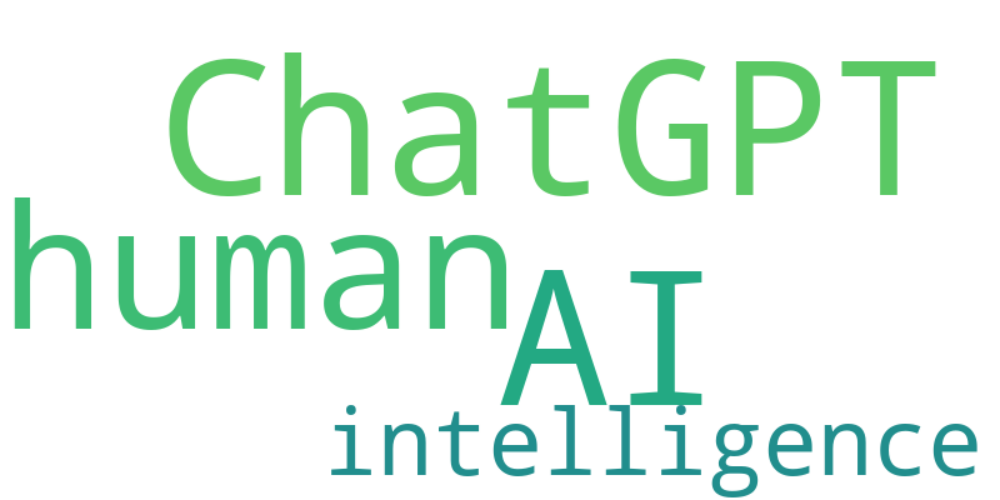 ChatGPT
human
AI
intelligence